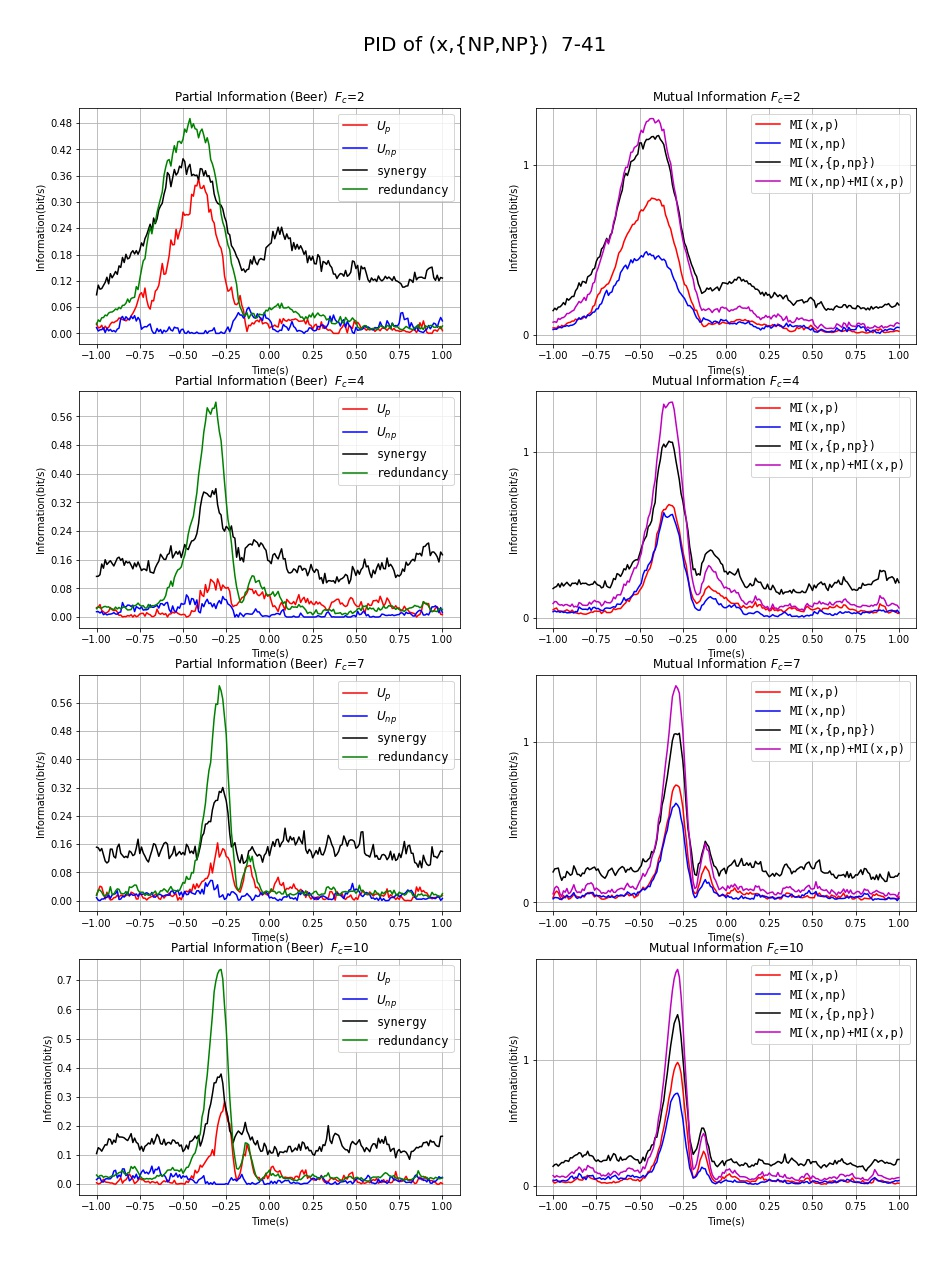 PID of (x,{NP,NP})  7-41
Partial Information (Beer)  F_c=2
Information(bit/s)
0.48
0.42
0.36
0.30
0.24
0.18
0.12
0.06
0.00
U_p
U_np
synergy
redundancy
−1.00 −0.75 −0.50 −0.25 0.00 0.25 0.50 0.75 1.00
Time(s)
Mutual Information F_c=2
Information(bit/s)
1
0
MI(x,p)
MI(x,np)
MI(x,{p,np})
MI(x,np)+MI(x,p)
−1.00 −0.75 −0.50 −0.25 0.00 0.25 0.50 0.75 1.00
Time(s)
Partial Information (Beer)  F_c=4
Information(bit/s)
0.56
0.48
0.40
0.32
0.24
0.16
0.08
0.00
U_p
U_np
synergy
redundancy
−1.00 −0.75 −0.50 −0.25 0.00 0.25 0.50 0.75 1.00
Time(s)
Mutual Information F_c=4
Information(bit/s)
1
0
MI(x,p)
MI(x,np)
MI(x,{p,np})
MI(x,np)+MI(x,p)
−1.00 −0.75 −0.50 −0.25 0.00 0.25 0.50 0.75 1.00
Time(s)
Partial Information (Beer)  F_c=7
Information(bit/s)
0.56
0.48
0.40
0.32
0.24
0.16
0.08
0.00
U_p
U_np
synergy
redundancy
−1.00 −0.75 −0.50 −0.25 0.00 0.25 0.50 0.75 1.00
Time(s)
Mutual Information F_c=7
Information(bit/s)
1
0
MI(x,p)
MI(x,np)
MI(x,{p,np})
MI(x,np)+MI(x,p)
−1.00 −0.75 −0.50 −0.25 0.00 0.25 0.50 0.75 1.00
Time(s)
Partial Information (Beer)  F_c=10
Information(bit/s)
0.7
0.6
0.5
0.4
0.3
0.2
0.1
0.0
U_p
U_np
synergy
redundancy
−1.00 −0.75 −0.50 −0.25 0.00 0.25 0.50 0.75 1.00
Time(s)
Mutual Information F_c=10
Information(bit/s)
1
0
MI(x,p)
MI(x,np)
MI(x,{p,np})
MI(x,np)+MI(x,p)
−1.00 −0.75 −0.50 −0.25 0.00 0.25 0.50 0.75 1.00
Time(s)